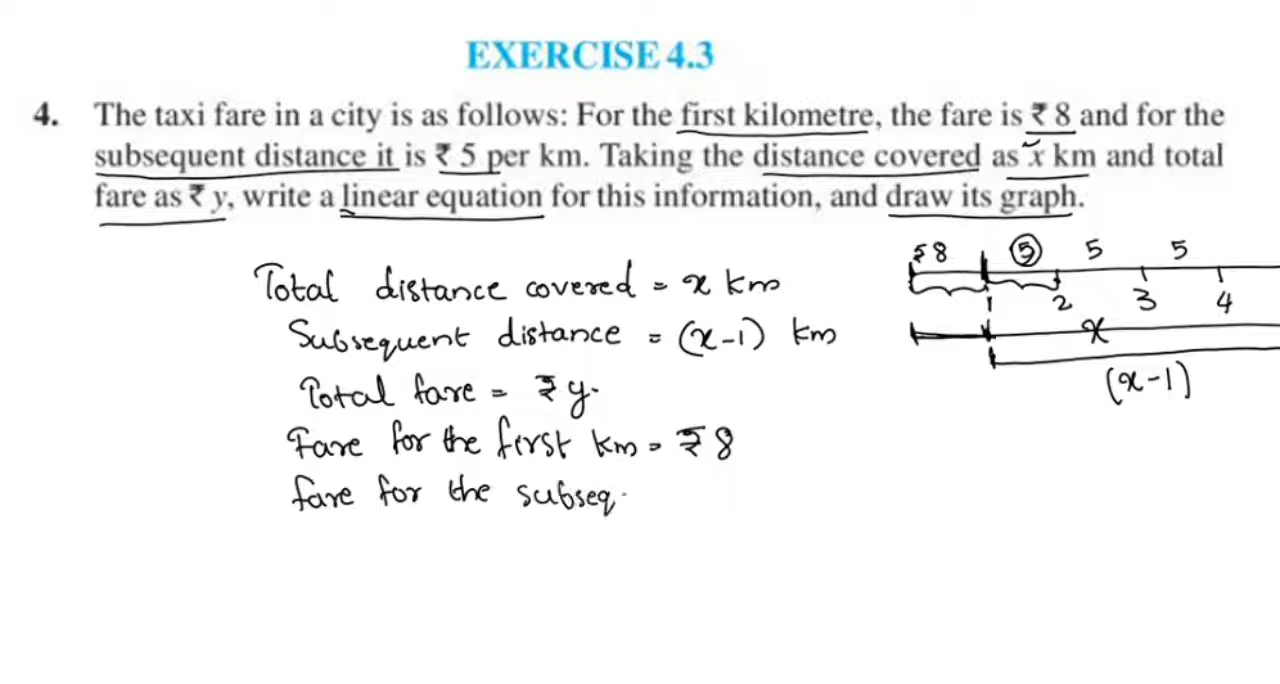 EXERCISE 4.3
4. The taxi fare in a city is as follows: For the first kilometre, the fare is ₹ 8 and for the
subsequent distance it is ₹ 5 per km. Taking the distance covered as x km and total
fare as ₹ y, write a linear equation for this information, and draw its graph.
₹8 5 5 5
1 2 3 4
x
(x-1)
Total distance covered = x km
Subsequent distance = (x-1) km
Total fare = ₹ y.
Fare for the first km = ₹ 8
fare for the subseq